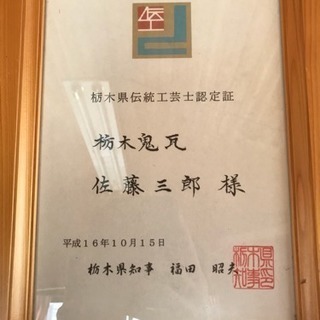 栃木県伝統工芸士認定証
栃木鬼瓦
佐藤三郎 様
平成16年10月15日
栃木県知事 福田 昭夫